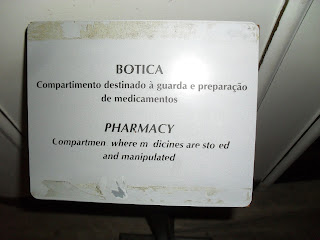 BOTICA
Compartimento destinado à guarda e preparação
de medicamentos
PHARMACY
Compartmen where m dicines are sto ed
and manipulated